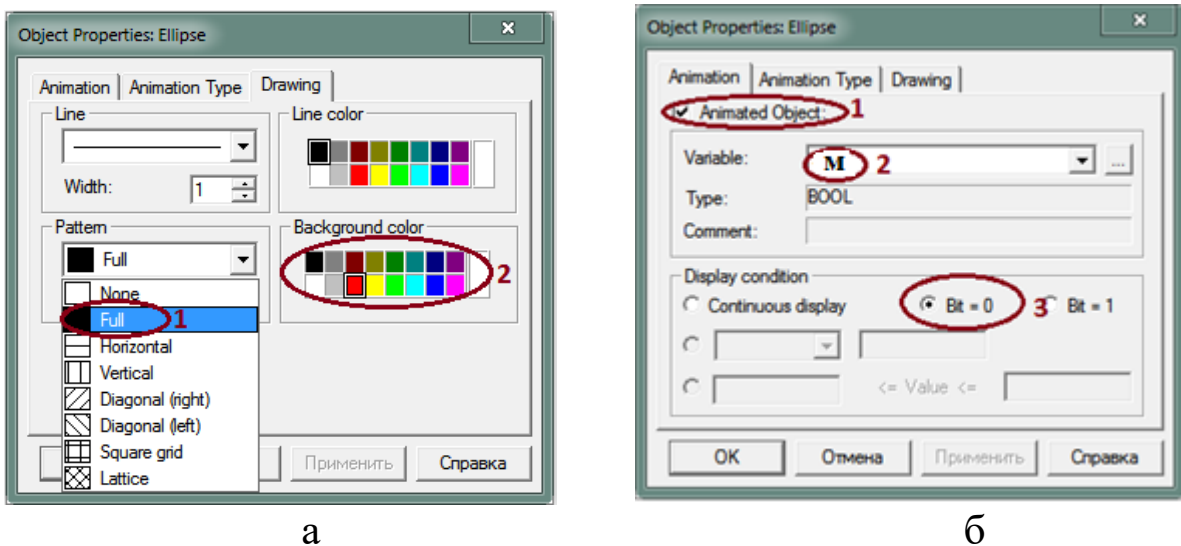 Object Properties: Ellipse
Animation Animation Type Drawing
Line
Width: 1
Line color
Pattern
Full
None
Full 1
Horizontal
Vertical
Diagonal (right)
Diagonal (left)
Square grid
Lattice
Background color
2
Применить Справка
а
Object Properties: Ellipse
Animation Animation Type Drawing
Animated Object: 1
Variable: M 2 ...
Type: BOOL
Comment:
Display condition
Continuous display Bit = 0 3 Bit = 1
<= Value <=
OK Отмена Применить Справка
б